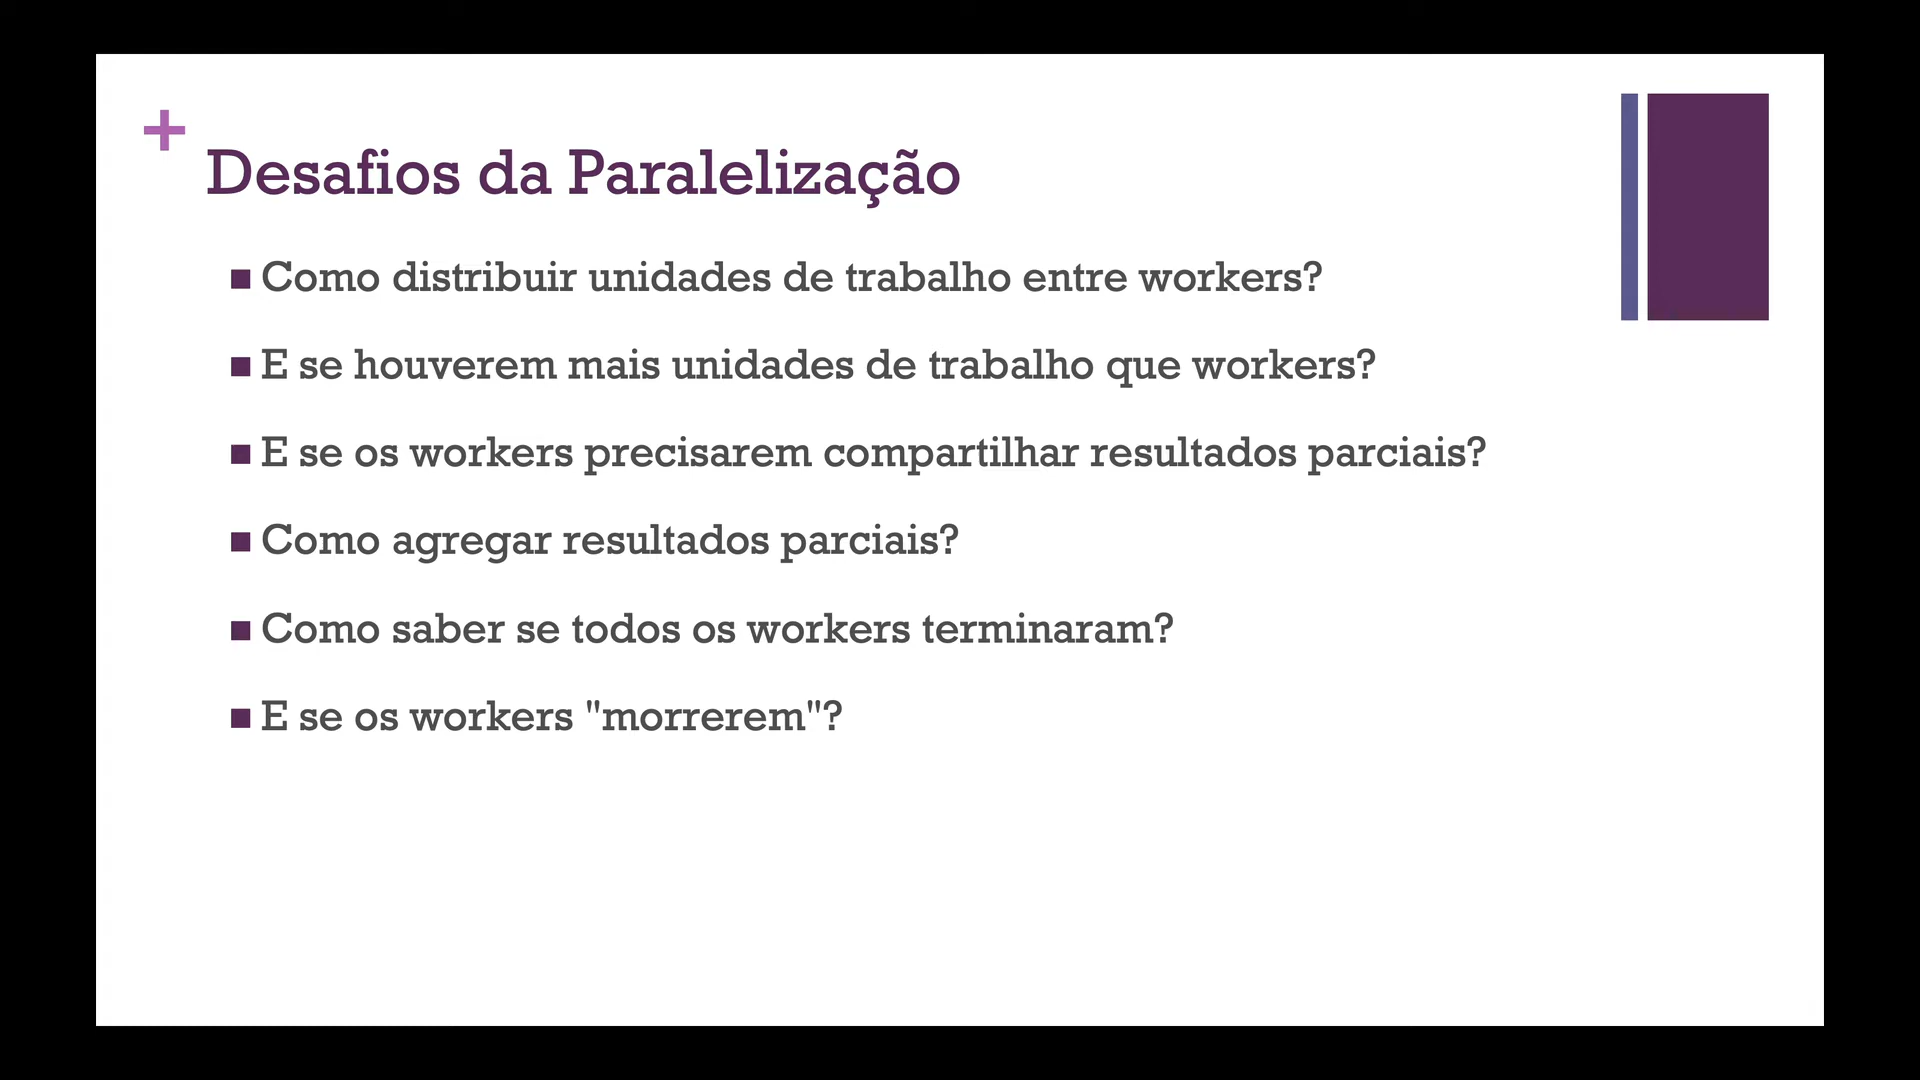 Desafios da Paralelização
Como distribuir unidades de trabalho entre workers?
E se houverem mais unidades de trabalho que workers?
E se os workers precisarem compartilhar resultados parciais?
Como agregar resultados parciais?
Como saber se todos os workers terminaram?
E se os workers "morrerem"?